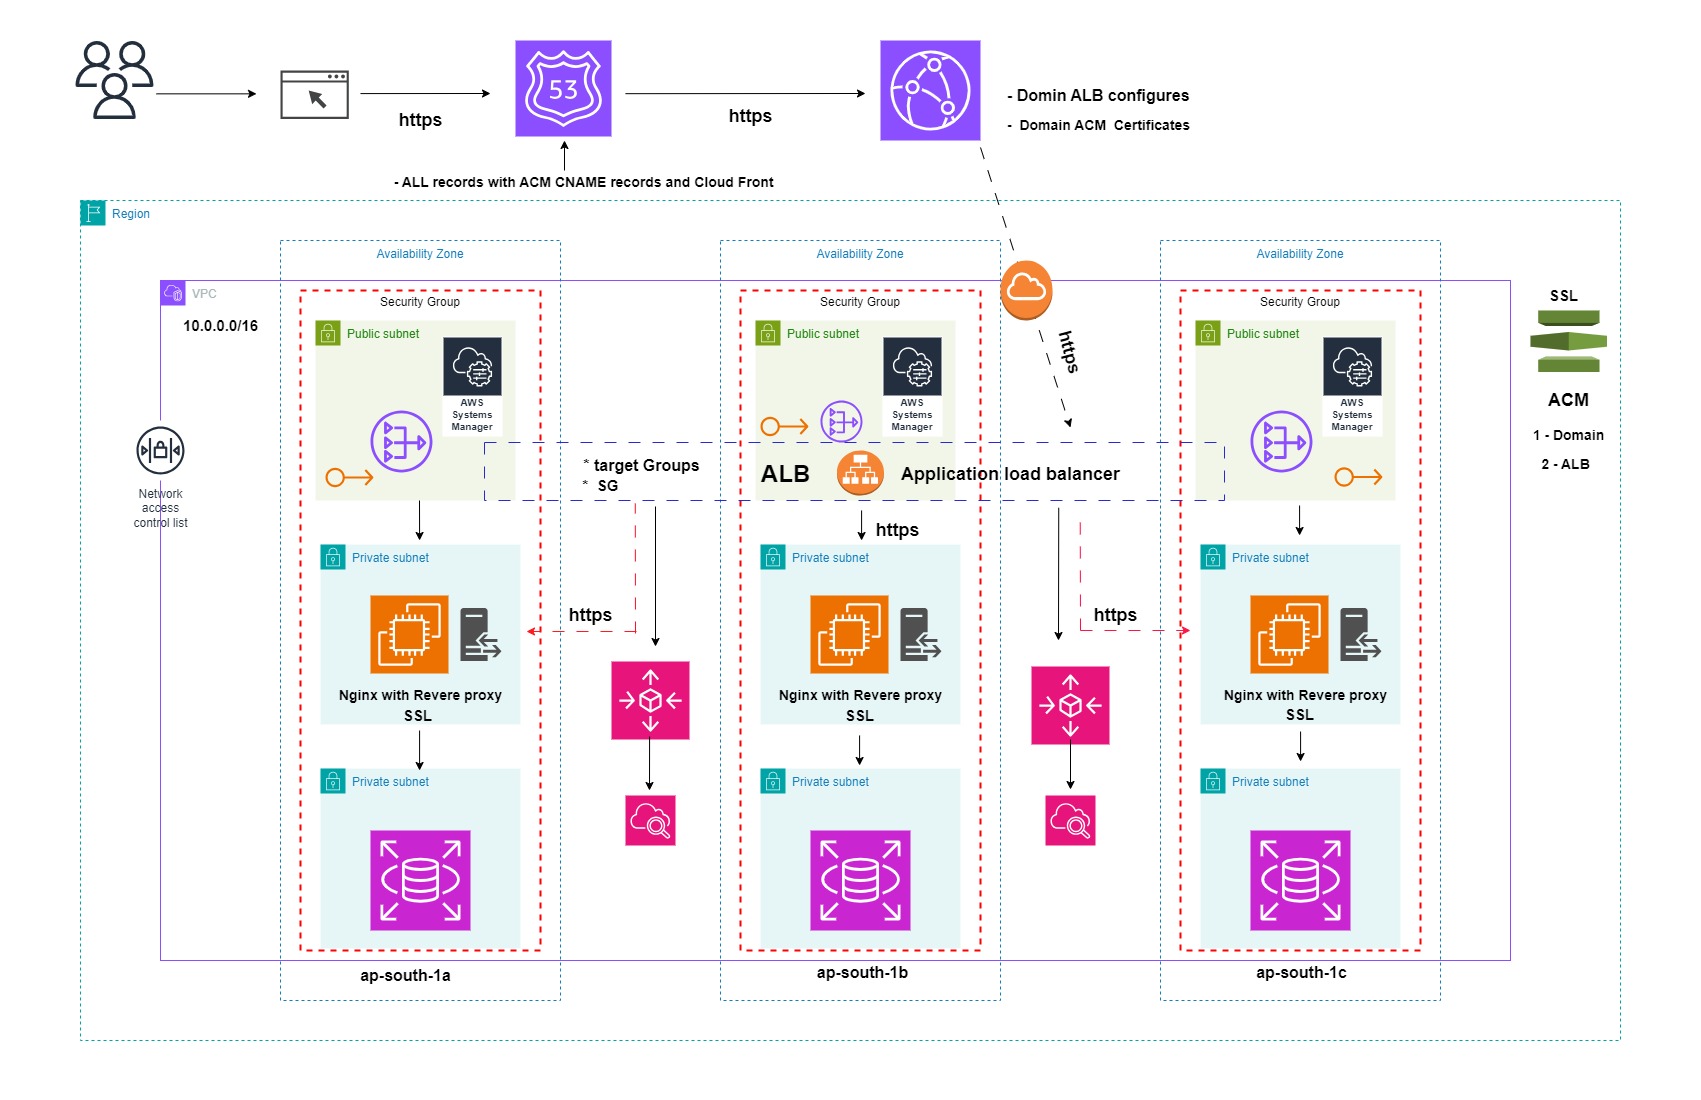 53
https
https
- Domin ALB configures
- Domain ACM Certificates
- ALL records with ACM CNAME records and Cloud Front
Region
Availability Zone
Availability Zone
Availability Zone
VPC
10.0.0.0/16
Security Group
Security Group
Security Group
Public subnet
Public subnet
Public subnet
AWS
Systems
Manager
AWS
Systems
Manager
AWS
Systems
Manager
https
SSL
ACM
1 - Domain
2 - ALB
Network
access
control list
* target Groups
* SG
ALB
Application load balancer
https
Private subnet
Private subnet
Private subnet
https
https
Nginx with Revere proxy
SSL
Nginx with Revere proxy
SSL
Nginx with Revere proxy
SSL
Private subnet
Private subnet
Private subnet
ap-south-1a
ap-south-1b
ap-south-1c